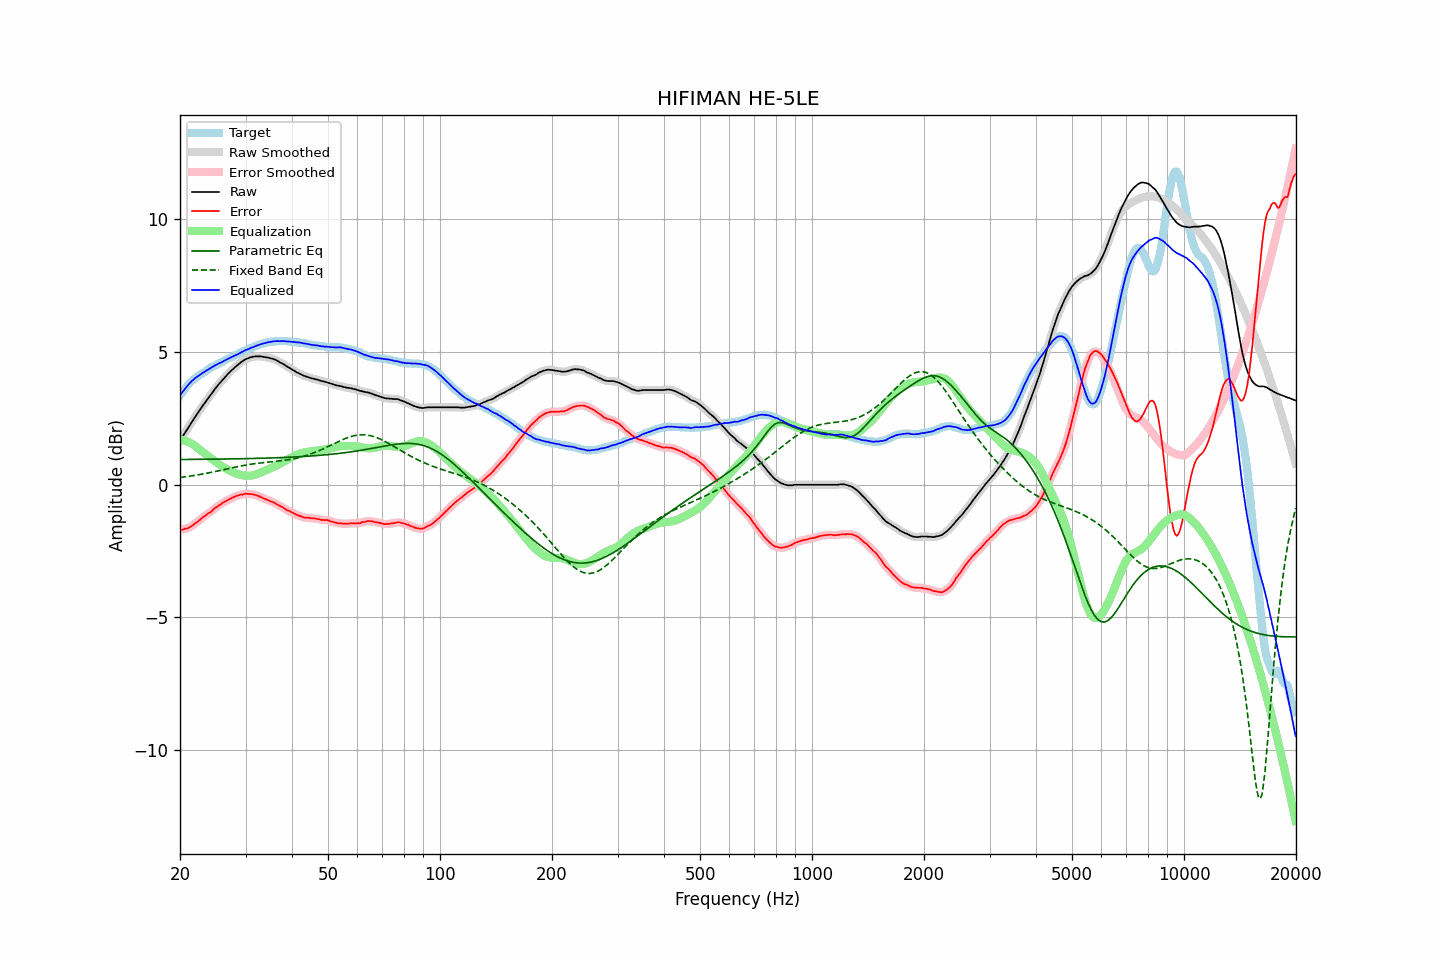 HIFIMAN HE-5LE
Target
Raw Smoothed
Error Smoothed
Raw
Error
Equalization
Parametric Eq
Fixed Band Eq
Equalized
10
5
0
−5
−10
Amplitude (dBr)
20
50
100
200
500
1000
2000
5000
10000
20000
Frequency (Hz)